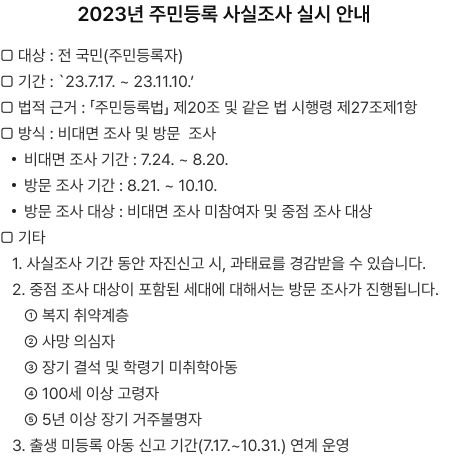 2023년 주민등록 사실조사 실시 안내
▢ 대상 : 전 국민(주민등록자)
▢ 기간 : `23.7.17. ~ 23.11.10.′
▢ 법적 근거 : 「주민등록법」 제20조 및 같은 법 시행령 제27조제1항
▢ 방식 : 비대면 조사 및 방문 조사
• 비대면 조사 기간 : 7.24. ~ 8.20.
• 방문 조사 기간 : 8.21. ~ 10.10.
• 방문 조사 대상 : 비대면 조사 미참여자 및 중점 조사 대상
▢ 기타
1. 사실조사 기간 동안 자진신고 시, 과태료를 경감받을 수 있습니다.
2. 중점 조사 대상이 포함된 세대에 대해서는 방문 조사가 진행됩니다.
① 복지 취약계층
② 사망 의심자
③ 장기 결석 및 학령기 미취학아동
④ 100세 이상 고령자
⑤ 5년 이상 장기 거주불명자
3. 출생 미등록 아동 신고 기간(7.17.~10.31.) 연계 운영